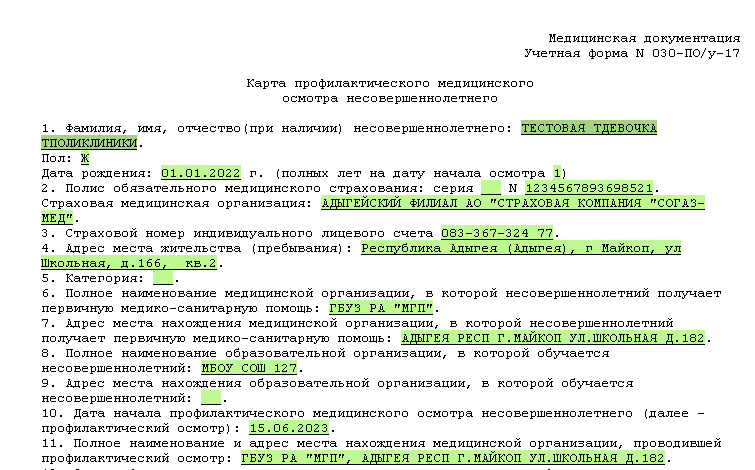 Медицинская документация
Учетная форма N 030-ПО/у-17
Карта профилактического медицинского
осмотра несовершеннолетнего
1. Фамилия, имя, отчество(при наличии) несовершеннолетнего: ТЕСТОВАЯ ТДЕВОЧКА
ТПОЛИКЛИНИКИ.
Пол: Ж
Дата рождения: 01.01.2022 г. (полных лет на дату начала осмотра 1)
2. Полис обязательного медицинского страхования: серия ___ N 1234567893698521.
Страховая медицинская организация: АДЫГЕЙСКИЙ ФИЛИАЛ АО "СТРАХОВАЯ КОМПАНИЯ "СОГАЗ-
МЕД".
3. Страховой номер индивидуального лицевого счета 083-367-324 77.
4. Адрес места жительства (пребывания): Республика Адыгея (Адыгея), г Майкоп, ул
Школьная, д.166, кв.2.
5. Категория: ___.
6. Полное наименование медицинской организации, в которой несовершеннолетний получает
первичную медико-санитарную помощь: ГБУЗ РА "МГП".
7. Адрес места нахождения медицинской организации, в которой несовершеннолетний
получает первичную медико-санитарную помощь: АДЫГЕЯ РЕСП Г.МАЙКОП УЛ.ШКОЛЬНАЯ Д.182.
8. Полное наименование образовательной организации, в которой обучается
несовершеннолетний: МБОУ СОШ 127.
9. Адрес места нахождения образовательной организации, в которой обучается
несовершеннолетний: ___.
10. Дата начала профилактического медицинского осмотра несовершеннолетнего (далее -
профилактический осмотр): 15.06.2023.
11. Полное наименование и адрес места нахождения медицинской организации, проводившей
профилактический осмотр: ГБУЗ РА "МГП", АДЫГЕЯ РЕСП Г.МАЙКОП УЛ.ШКОЛЬНАЯ Д.182.